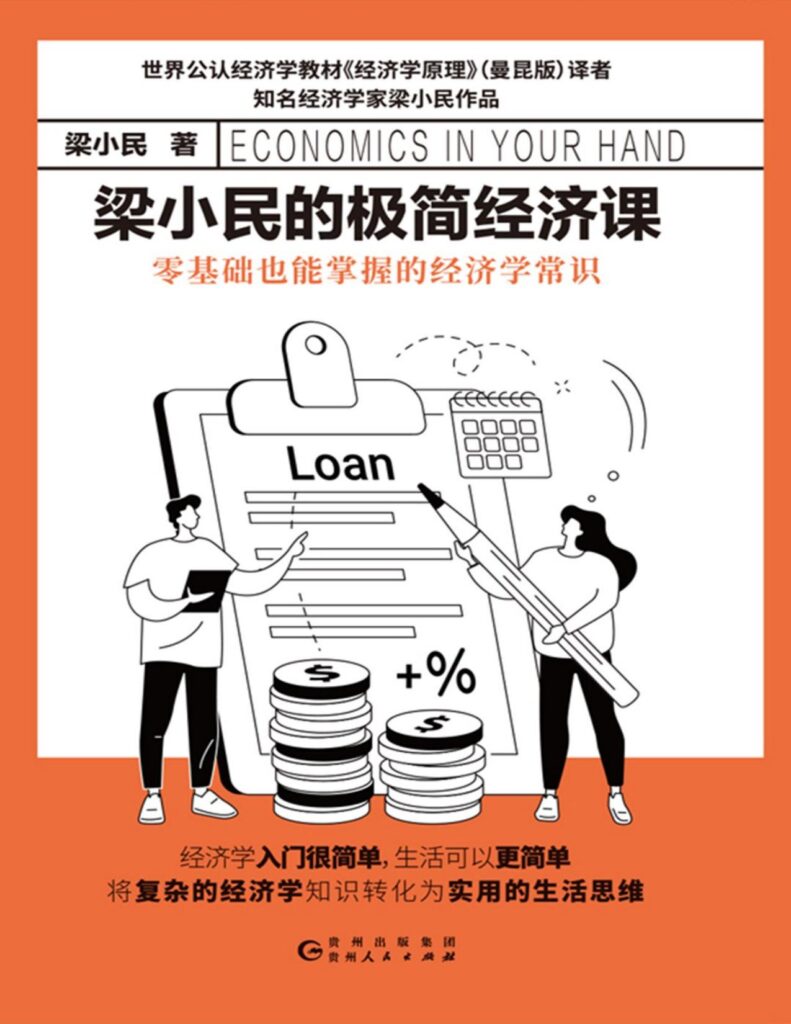 世界公认经济学教材《经济学原理》(曼昆版)译者
知名经济学家梁小民作品
梁小民 著 ECONOMICS IN YOUR HAND
梁小民的极简经济课
零基础也能掌握的经济学常识
Loan
$
+%
$
经济学入门很简单,生活可以更简单
将复杂的经济学知识转化为实用的生活思维
贵州出版集团
贵州人民出版社